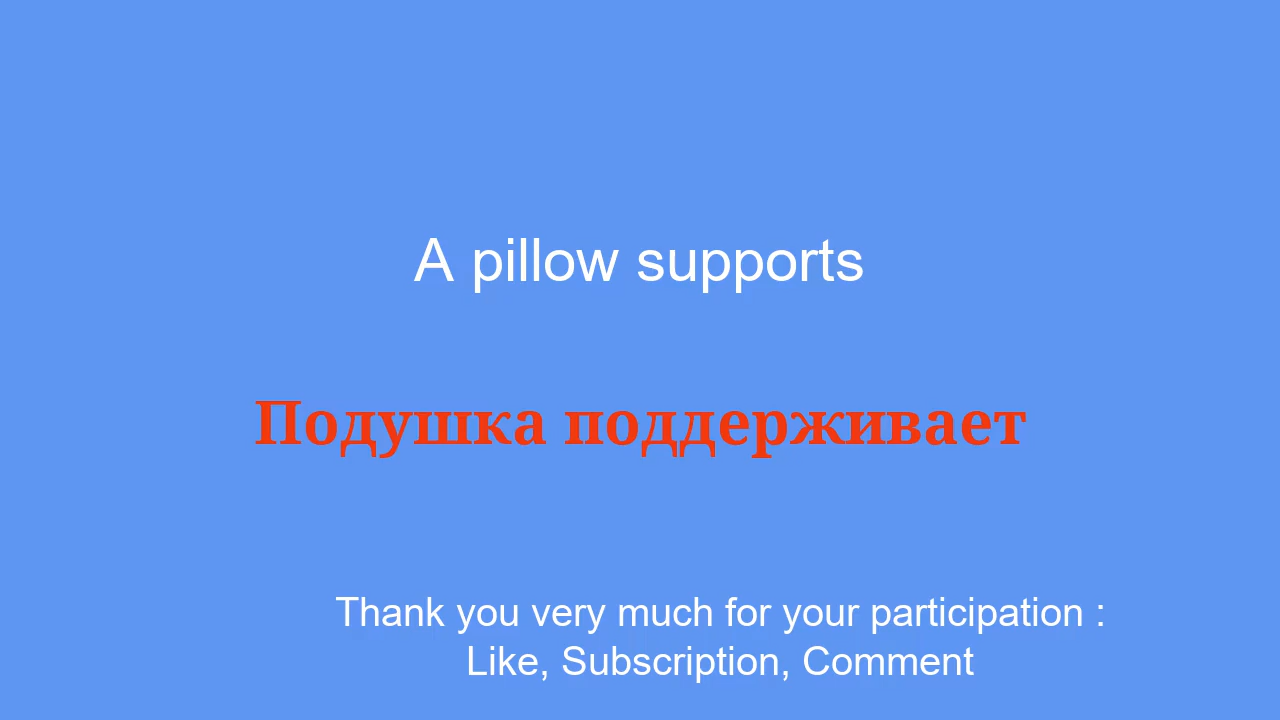 A pillow supports
Подушка поддерживает
Thank you very much for your participation :
Like, Subscription, Comment